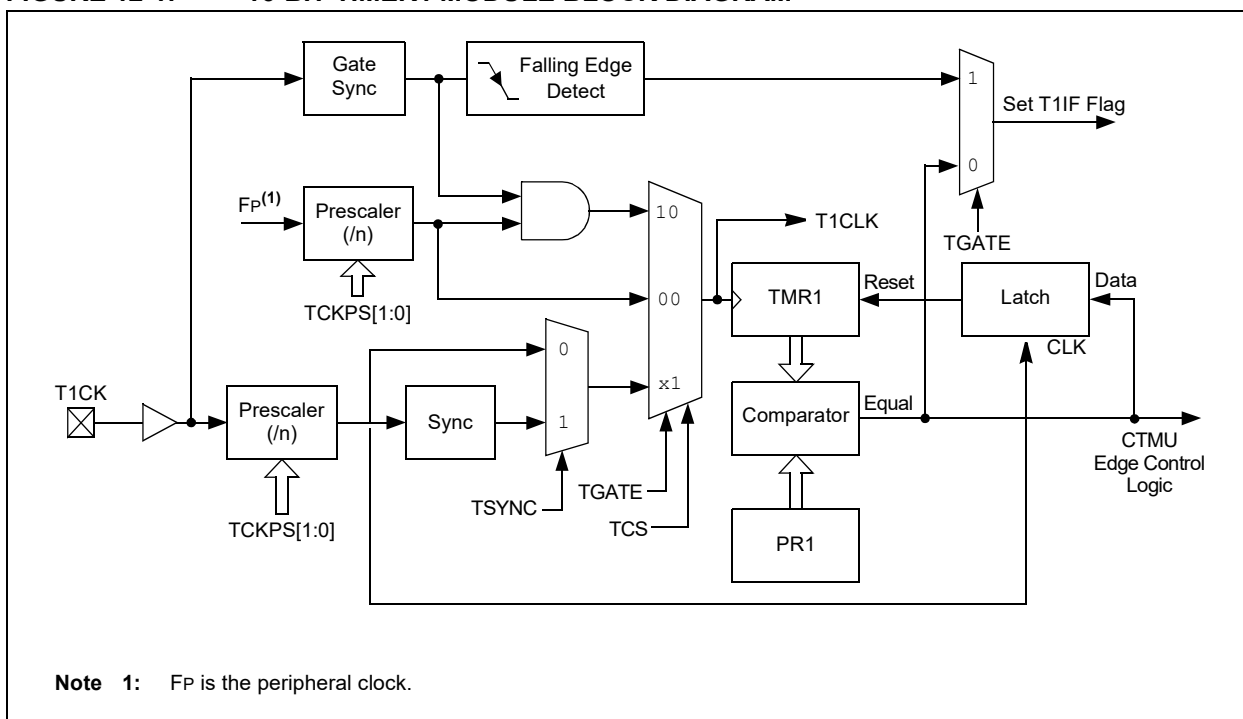 Gate
Sync
Falling Edge
Detect
1
Set T1IF Flag
0
FP(1)
Prescaler
(/n)
10
T1CLK
TGATE
TCKPS[1:0]
00
TMR1
Reset
Latch
Data
CLK
0
T1CK
Prescaler
(/n)
Sync
1
x1
Comparator
Equal
CTMU
Edge Control
Logic
TSYNC
TGATE
TCS
TCKPS[1:0]
PR1
Note 1: FP is the peripheral clock.